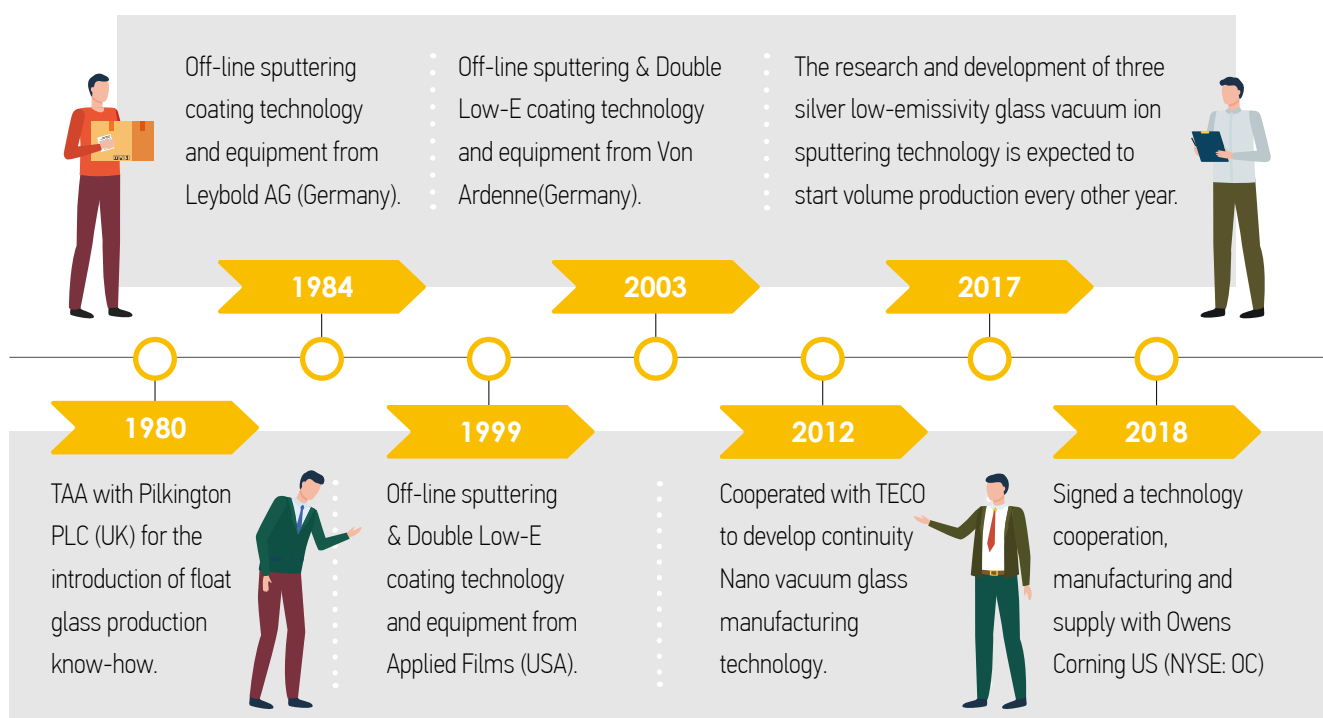 Off-line sputtering
coating technology
and equipment from
Leybold AG (Germany).
1984
Off-line sputtering & Double
Low-E coating technology
and equipment from Von
Ardenne(Germany).
2003
The research and development of three
silver low-emissivity glass vacuum ion
sputtering technology is expected to
start volume production every other year.
2017
1980
TAA with Pilkington
PLC (UK) for the
introduction of float
glass production
know-how.
1999
Off-line sputtering
& Double Low-E
coating technology
and equipment from
Applied Films (USA).
2012
Cooperated with TECO
to develop continuity
Nano vacuum glass
manufacturing
technology.
2018
Signed a technology
cooperation,
manufacturing and
supply with Owens
Corning US (NYSE: OC)